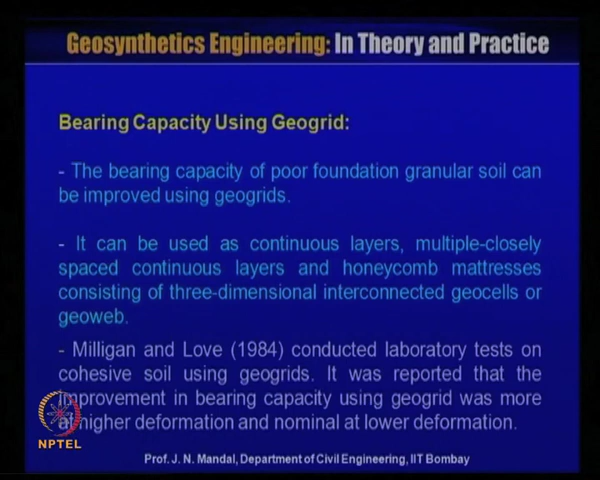 Geosynthetics Engineering: In Theory and Practice
Bearing Capacity Using Geogrid:
- The bearing capacity of poor foundation granular soil can
be improved using geogrids.
- It can be used as continuous layers, multiple-closely
spaced continuous layers and honeycomb mattresses
consisting of three-dimensional interconnected geocells or
geoweb.
- Milligan and Love (1984) conducted laboratory tests on
cohesive soil using geogrids. It was reported that the
improvement in bearing capacity using geogrid was more
at higher deformation and nominal at lower deformation.
NPTEL
Prof. J. N. Mandal, Department of Civil Engineering, IIT Bombay